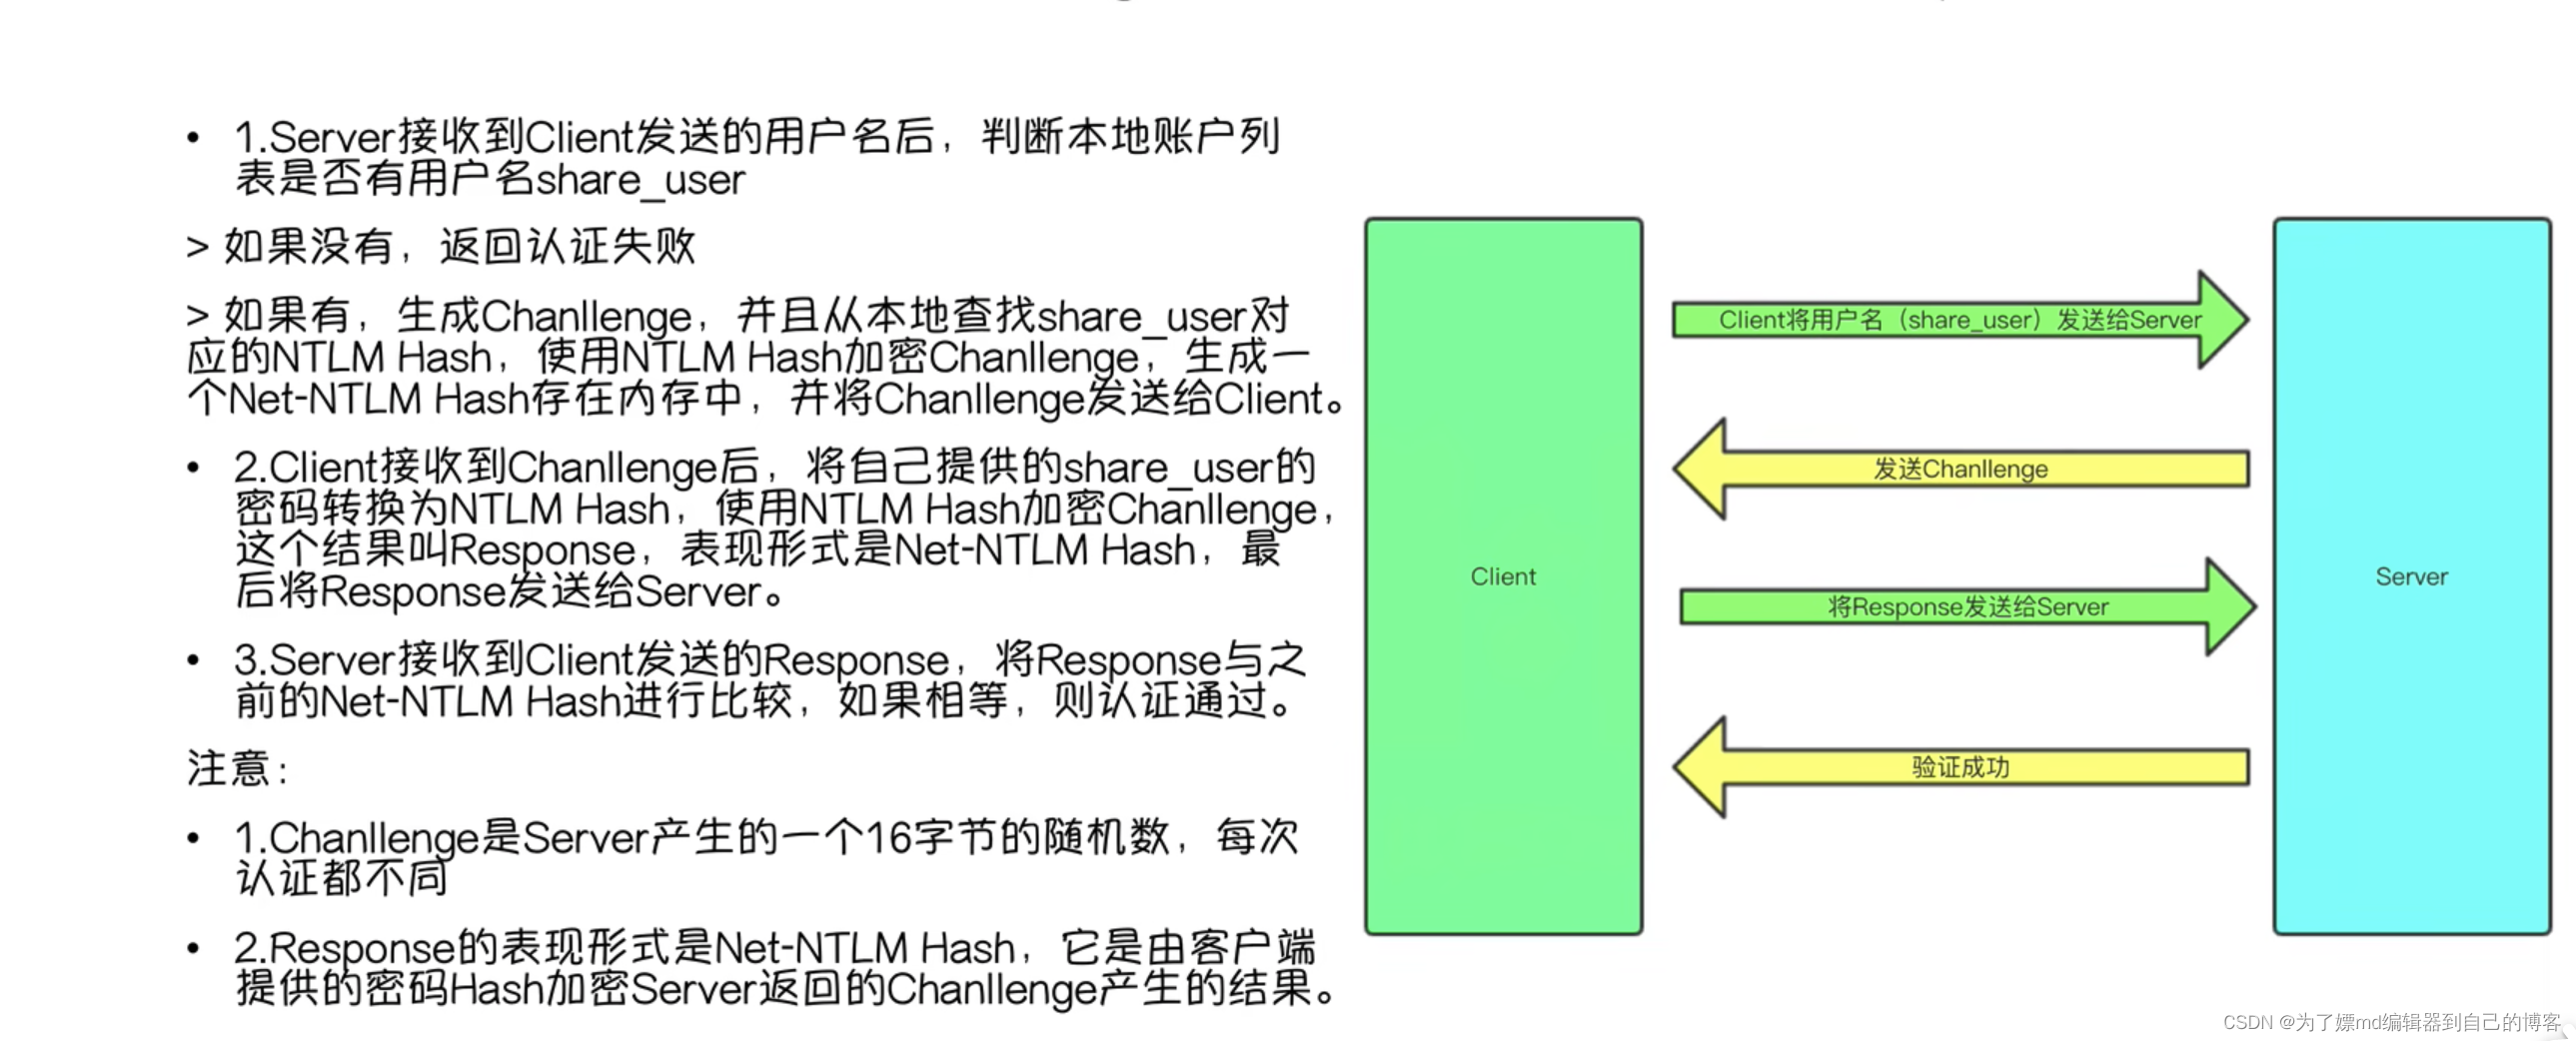 • 1.Server接收到Client发送的用户名后，判断本地账户列
表是否有用户名share_user
> 如果没有，返回认证失败
> 如果有，生成Chanllenge，并且从本地查找share_user对
应的NTLM Hash，使用NTLM Hash加密Chanllenge，生成一
个Net-NTLM Hash存在内存中，并将Chanllenge发送给Client。
• 2.Client接收到Chanllenge后，将自己提供的share_user的
密码转换为NTLM Hash，使用NTLM Hash加密Chanllenge，
这个结果叫Response，表现形式是Net-NTLM Hash，最
后将Response发送给Server。
• 3.Server接收到Client发送的Response，将Response与之
前的Net-NTLM Hash进行比较，如果相等，则认证通过。
注意：
• 1.Chanllenge是Server产生的一个16字节的随机数，每次
认证都不同
• 2.Response的表现形式是Net-NTLM Hash，它是由客户端
提供的密码Hash加密Server返回的Chanllenge产生的结果。
Client
Client将用户名（share_user）发送给Server
发送Chanllenge
将Response发送给Server
验证成功
Server
CSDN @为了嫖md编辑器到自己的博客